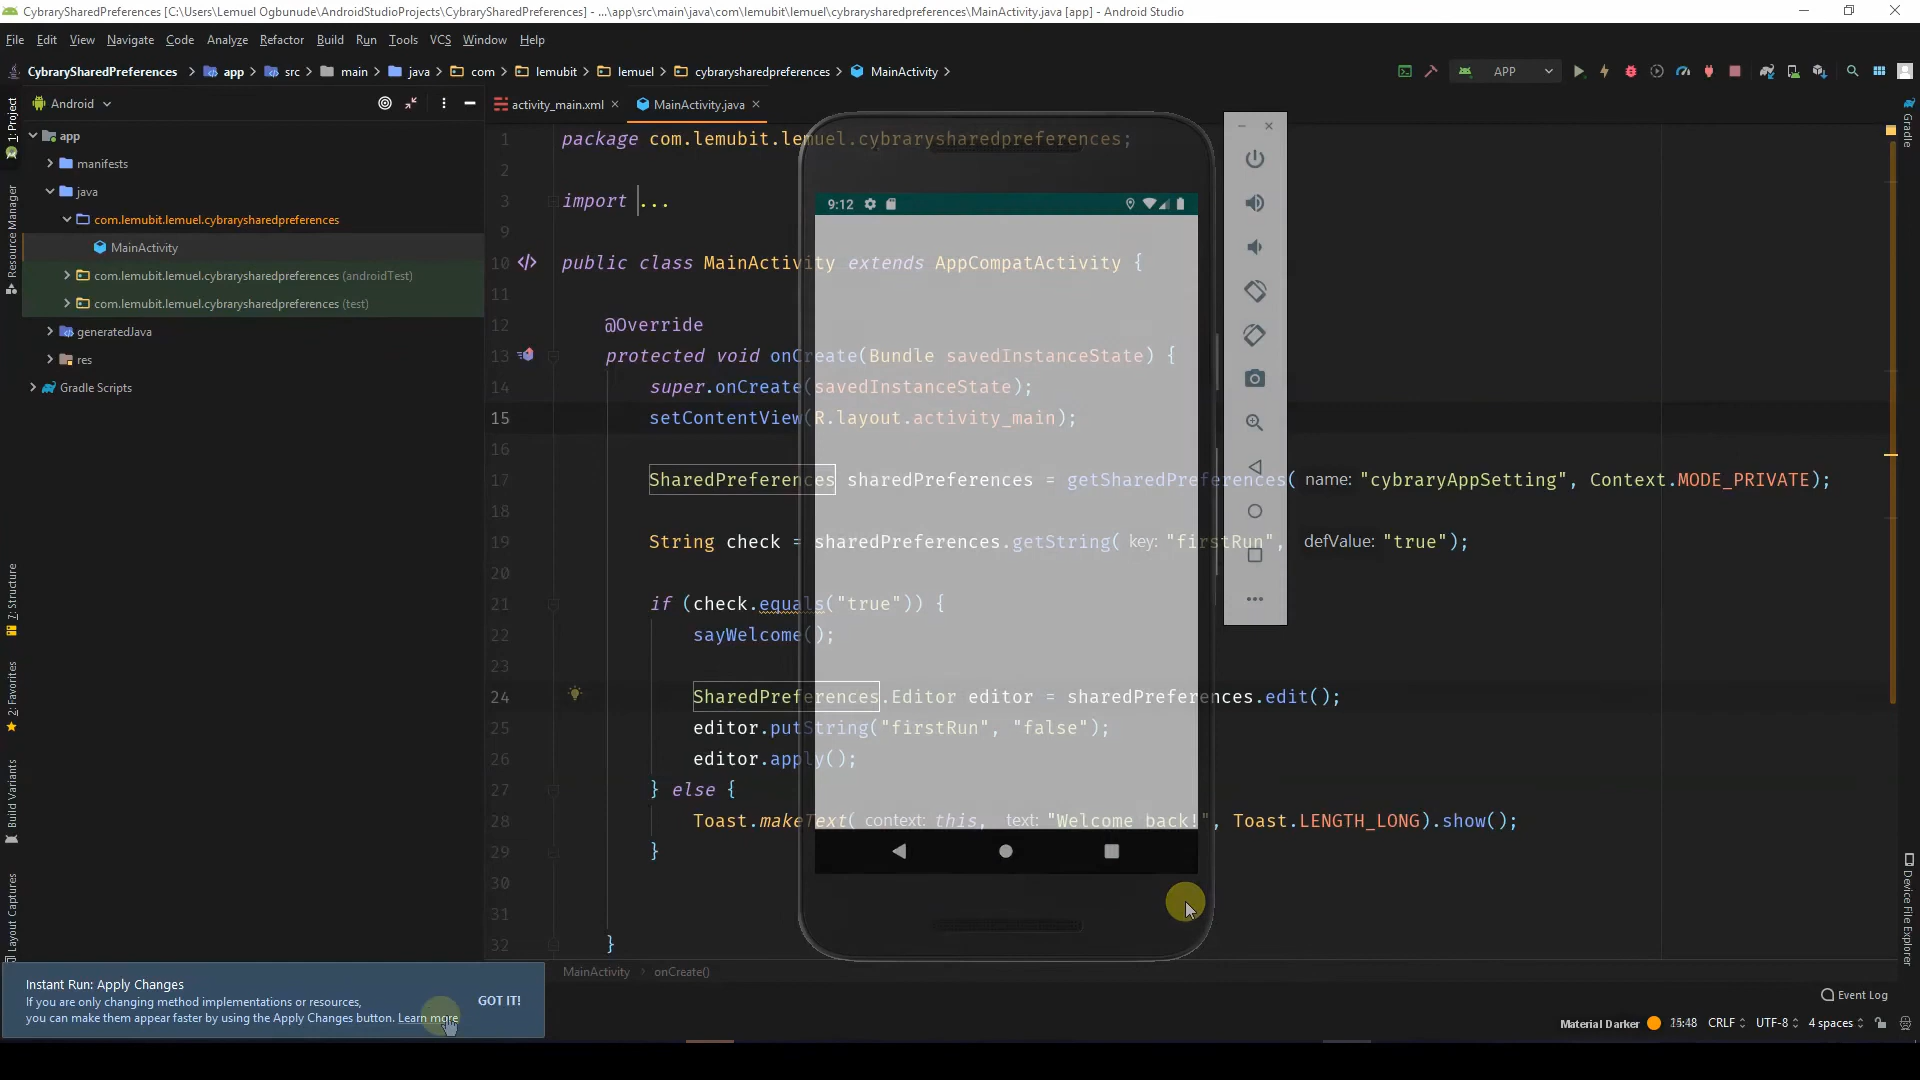 CybrarySharedPreferences [C:\Users\Lemuel Ogbunude\AndroidStudioProjects\CybrarySharedPreferences] - ...\app\src\main\java\com\lemubit\lemuel\cybrarysharedpreferences\MainActivity.java [app] - Android Studio
File Edit View Navigate Code Analyze Refactor Build Run Tools VCS Window Help
CybrarySharedPreferences app src main java com lemubit lemuel cybrarysharedpreferences MainActivity APP
Android
activity_main.xml MainActivity.java
1: Project
Resource Manager
7: Structure
2: Favorites
Build Variants
Layout Captures
app
manifests
java
com.lemubit.lemuel.cybrarysharedpreferences
MainActivity
com.lemubit.lemuel.cybrarysharedpreferences (androidTest)
com.lemubit.lemuel.cybrarysharedpreferences (test)
generatedJava
res
Gradle Scripts
1 package com.lemubit.lemuel.cybrarysharedpreferences;
2
3 import ...
9
10 public class MainActivity extends AppCompatActivity {
11
12 @Override
13 protected void onCreate(Bundle savedInstanceState) {
14 super.onCreate(savedInstanceState);
15 setContentView(R.layout.activity_main);
16
17 SharedPreferences sharedPreferences = getSharedPreferences( name: "cybraryAppSetting", Context.MODE_PRIVATE);
18
19 String check = sharedPreferences.getString( key: "firstRun", defValue: "true");
20
21 if (check.equals("true")) {
22 sayWelcome();
23
24 SharedPreferences.Editor editor = sharedPreferences.edit();
25 editor.putString("firstRun", "false");
26 editor.apply();
27 } else {
28 Toast.makeText( context: this, text: "Welcome back!", Toast.LENGTH_LONG).show();
29 }
30
31
32 }
9:12
Gradle
Device File Explorer
MainActivity onCreate()
Instant Run: Apply Changes
If you are only changing method implementations or resources,
you can make them appear faster by using the Apply Changes button. Learn more
GOT IT!
Event Log
Material Darker CRLF UTF-8 4 spaces